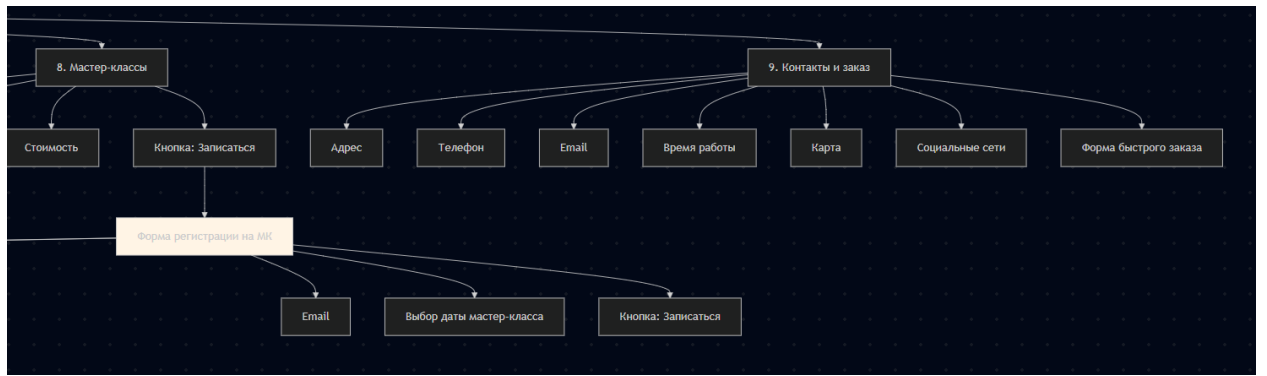 8. Мастер-классы
9. Контакты и заказ
Стоимость
Кнопка: Записаться
Адрес
Телефон
Email
Время работы
Карта
Социальные сети
Форма быстрого заказа
Форма регистрации на МК
Email
Выбор даты мастер-класса
Кнопка: Записаться